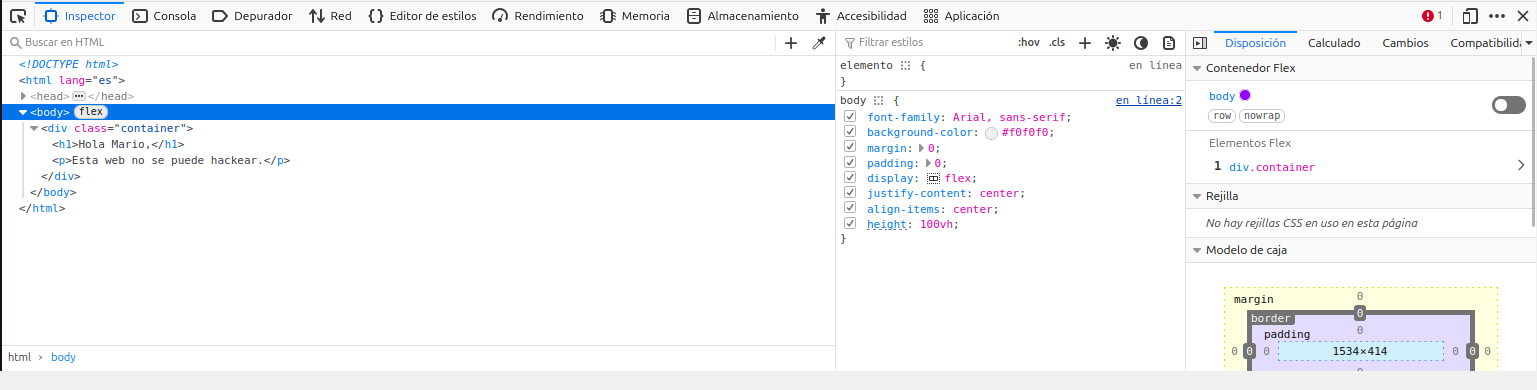 Inspector Consola Depurador Red Editor de estilos Rendimiento Memoria Almacenamiento Accesibilidad Aplicación 1
Buscar en HTML
<!DOCTYPE html>
<html lang="es">
<head> </head>
<body> flex
<div class="container">
<h1>Hola Mario,</h1>
<p>Esta web no se puede hackear.</p>
</div>
</body>
</html>
html > body
Filtrar estilos :hov .cls
elemento { en línea
}
body { en línea:2
font-family: Arial, sans-serif;
background-color: #f0f0f0;
margin: 0;
padding: 0;
display: flex;
justify-content: center;
align-items: center;
height: 100vh;
}
Disposición Calculado Cambios Compatibilida
Contenedor Flex
body
row nowrap
Elementos Flex
1 div.container
Rejilla
No hay rejillas CSS en uso en esta página
Modelo de caja
margin 0
border 0
padding 0
0 0 0 1534×414 0 0 0